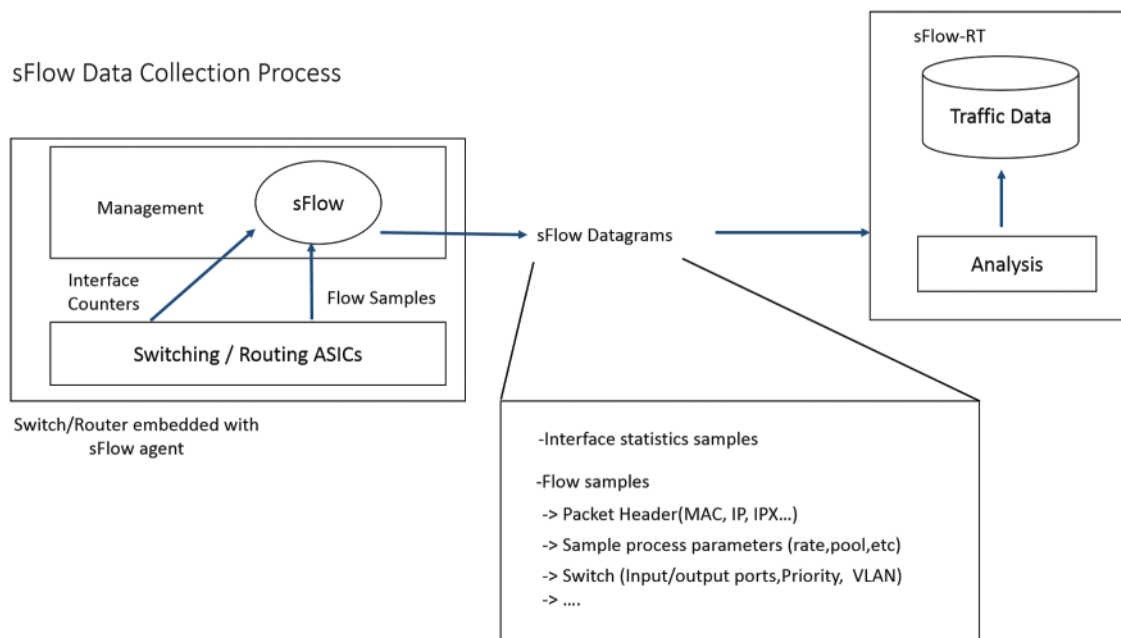 sFlow Data Collection Process
sFlow-RT
Traffic Data
Analysis
Management
sFlow
Interface
Counters
Flow Samples
Switching / Routing ASICs
Switch/Router embedded with
sFlow agent
sFlow Datagrams
-Interface statistics samples
-Flow samples
-> Packet Header(MAC, IP, IPX...)
-> Sample process parameters (rate,pool,etc)
-> Switch (Input/output ports,Priority, VLAN)
-> ....